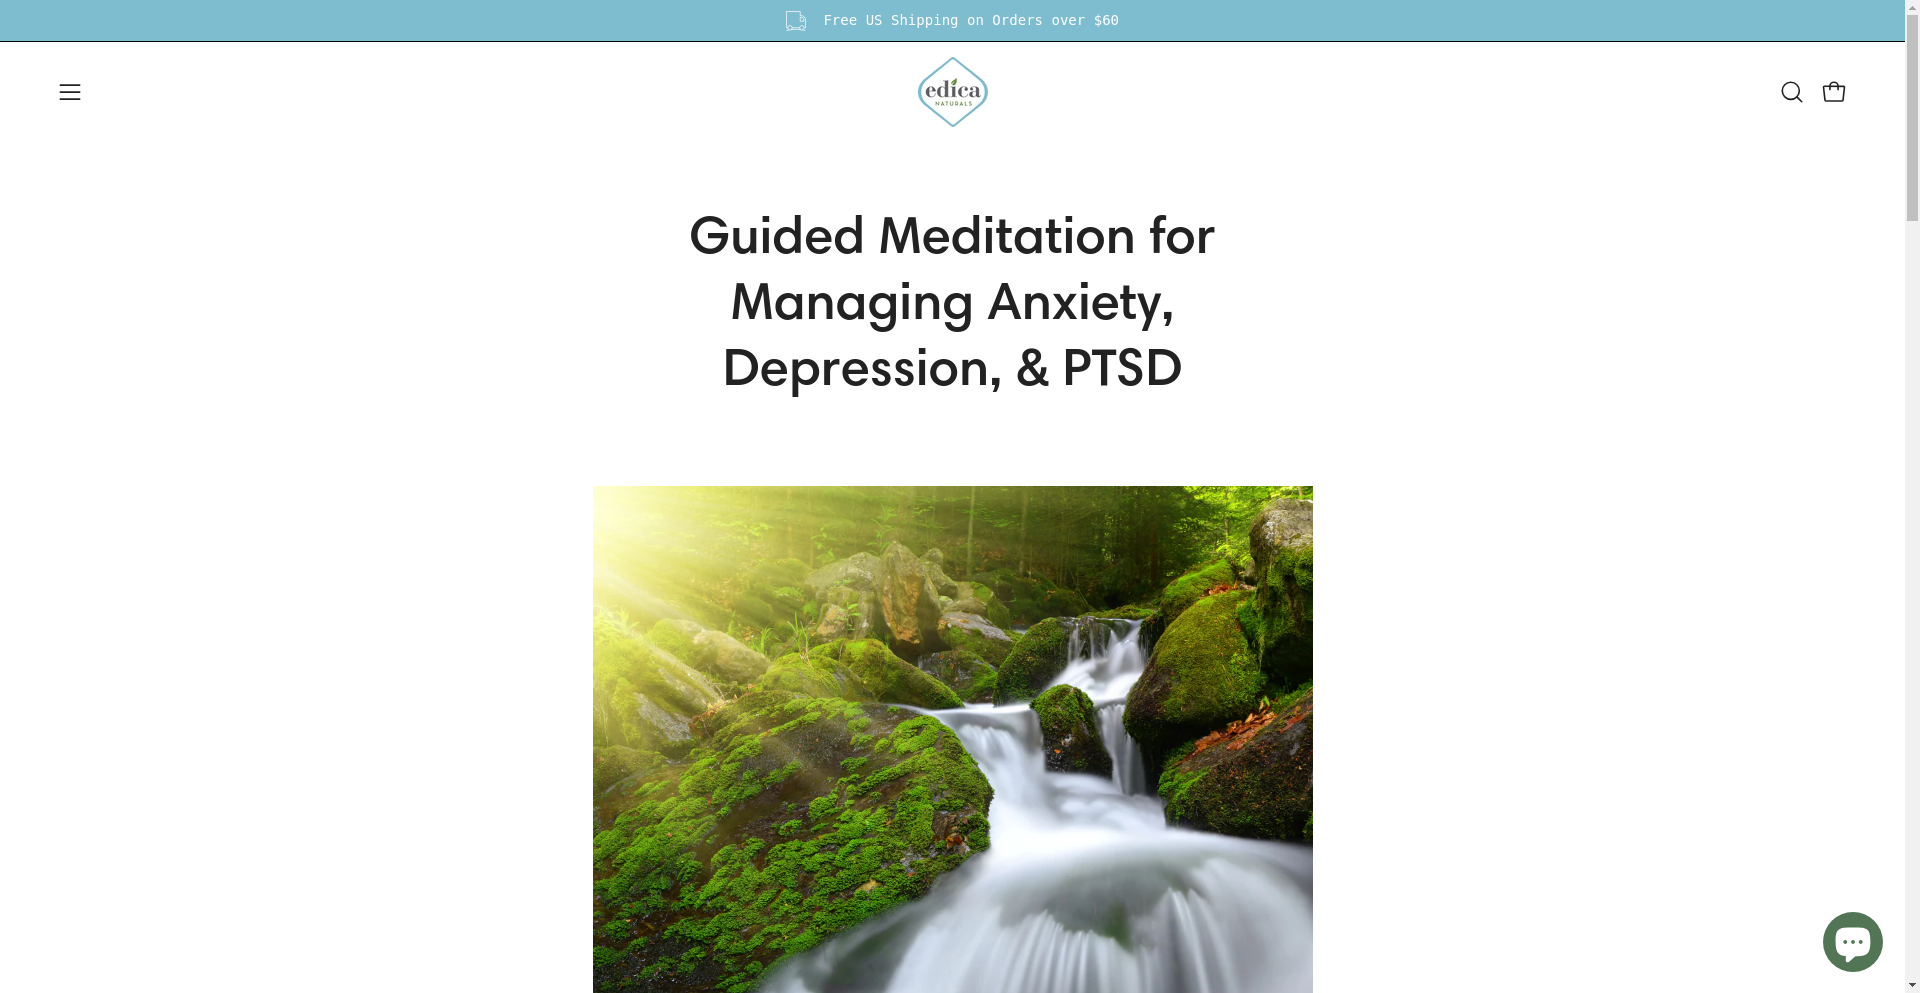 Free US Shipping on Orders over $60
edica
NATURALS
Guided Meditation for
Managing Anxiety,
Depression, & PTSD